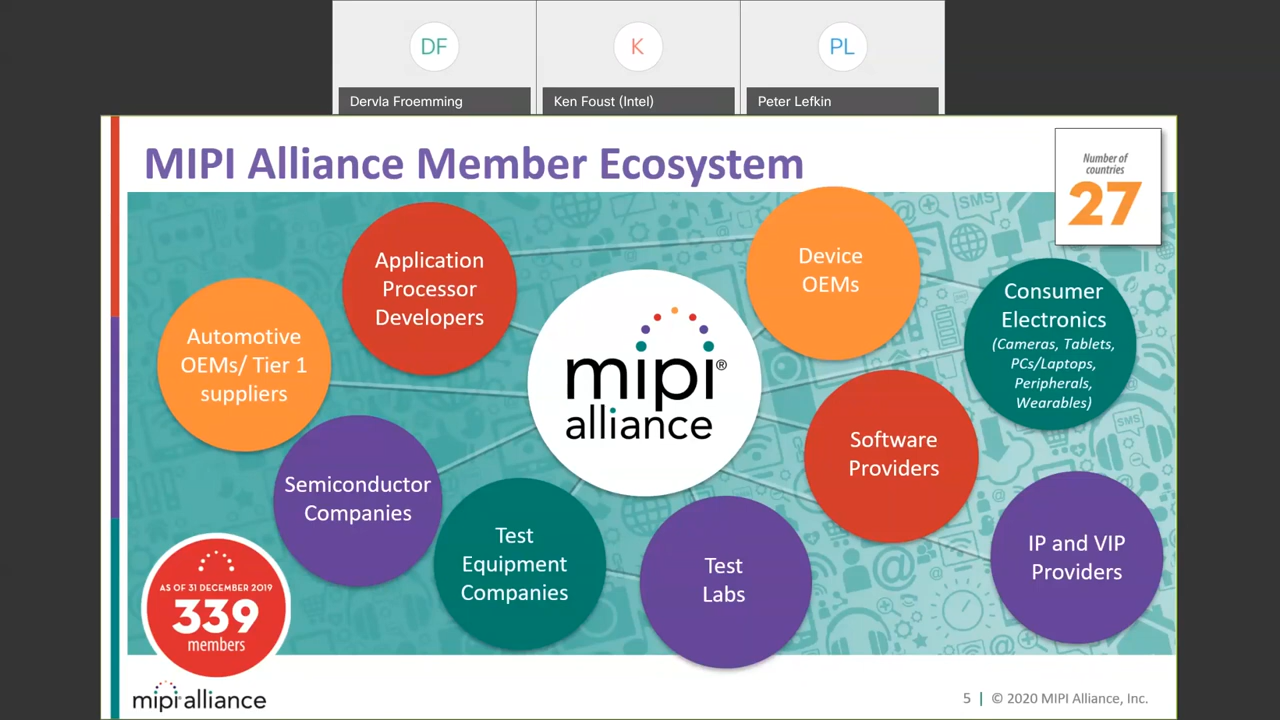 DF
K
PL
Dervla Froemming
Ken Foust (Intel)
Peter Lefkin
MIPI Alliance Member Ecosystem
Number of
countries
27
Application
Processor
Developers
Device
OEMs
Automotive
OEMs/ Tier 1
suppliers
mipi®
alliance
Consumer
Electronics
(Cameras, Tablets,
PCs/Laptops,
Peripherals,
Wearables)
Software
Providers
Semiconductor
Companies
Test
Equipment
Companies
Test
Labs
IP and VIP
Providers
AS OF 31 DECEMBER 2019
339
members
SMS
SMS
mipi alliance
5 | © 2020 MIPI Alliance, Inc.